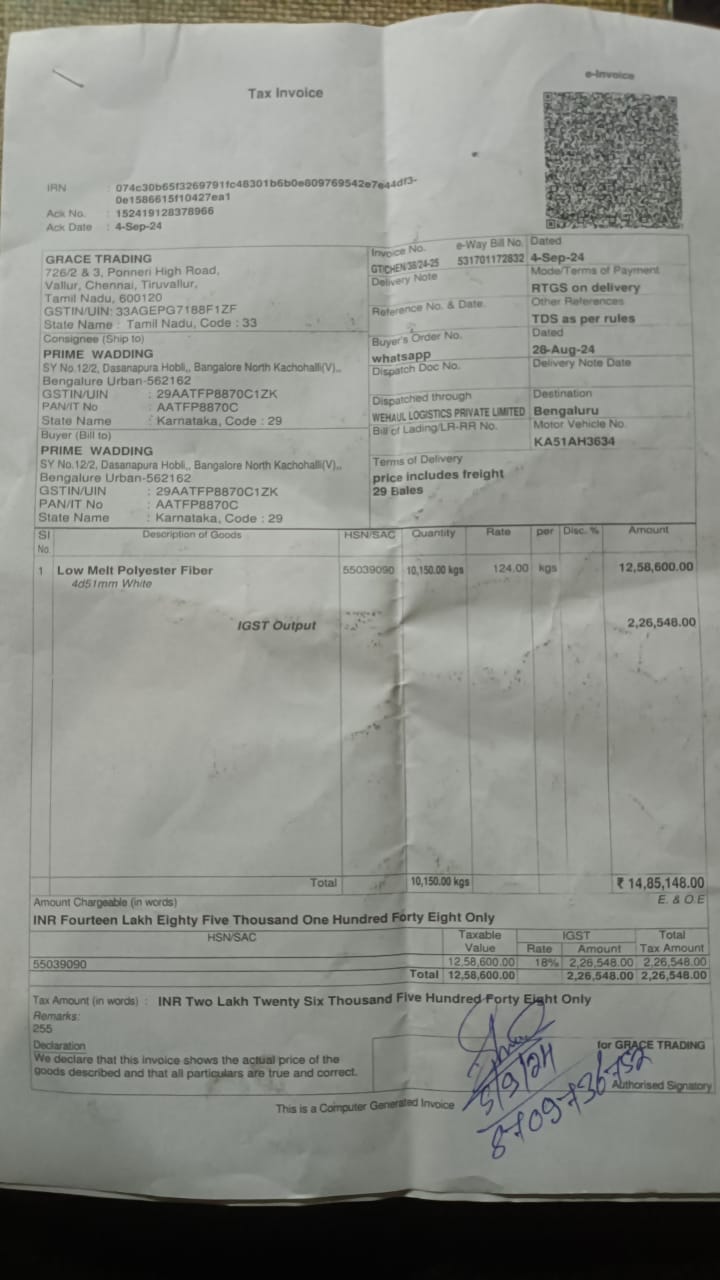 e-Invoice
Tax Invoice
IRN : 074c30b65f3269791fc48301b6b0e809769542e7e44df3-
0e1586615f10427ea1
Ack No. : 152419128378966
Ack Date : 4-Sep-24
GRACE TRADING
726/2 & 3, Ponneri High Road,
Vallur, Chennai, Tiruvallur,
Tamil Nadu, 600120
GSTIN/UIN: 33AGEPG7188F1ZF
State Name : Tamil Nadu, Code : 33
Invoice No. e-Way Bill No. Dated
GT/CHEN/38/24-25 531701172832 4-Sep-24
Delivery Note Mode/Terms of Payment
RTGS on delivery
Reference No. & Date. Other References
TDS as per rules
Consignee (Ship to)
PRIME WADDING
SY No.12/2, Dasanapura Hobli,, Bangalore North Kachohalli(V),,
Bengalure Urban-562162
GSTIN/UIN : 29AATFP8870C1ZK
PAN/IT No : AATFP8870C
State Name : Karnataka, Code : 29
Buyer's Order No. Dated
whatsapp 28-Aug-24
Dispatch Doc No. Delivery Note Date
Dispatched through Destination
WEHAUL LOGISTICS PRIVATE LIMITED Bengaluru
Bill of Lading/LR-RR No. Motor Vehicle No.
KA51AH3634
Buyer (Bill to)
PRIME WADDING
SY No.12/2, Dasanapura Hobli,, Bangalore North Kachohalli(V),,
Bengalure Urban-562162
GSTIN/UIN : 29AATFP8870C1ZK
PAN/IT No : AATFP8870C
State Name : Karnataka, Code : 29
Terms of Delivery
price includes freight
29 Bales
Sl No. Description of Goods HSN/SAC Quantity Rate per Disc. % Amount
1 Low Melt Polyester Fiber 55039090 10,150.00 kgs 124.00 kgs 12,58,600.00
4d51mm White
IGST Output 2,26,548.00
Total 10,150.00 kgs ₹ 14,85,148.00
Amount Chargeable (in words) E. & O.E
INR Fourteen Lakh Eighty Five Thousand One Hundred Forty Eight Only
HSN/SAC Taxable Value IGST Total
Rate Amount Tax Amount
55039090 12,58,600.00 18% 2,26,548.00 2,26,548.00
Total 12,58,600.00 2,26,548.00 2,26,548.00
Tax Amount (in words) : INR Two Lakh Twenty Six Thousand Five Hundred Forty Eight Only
Remarks:
255
Declaration
We declare that this invoice shows the actual price of the
goods described and that all particulars are true and correct.
for GRACE TRADING
Authorised Signatory
5/9/24
8709736752
This is a Computer Generated Invoice